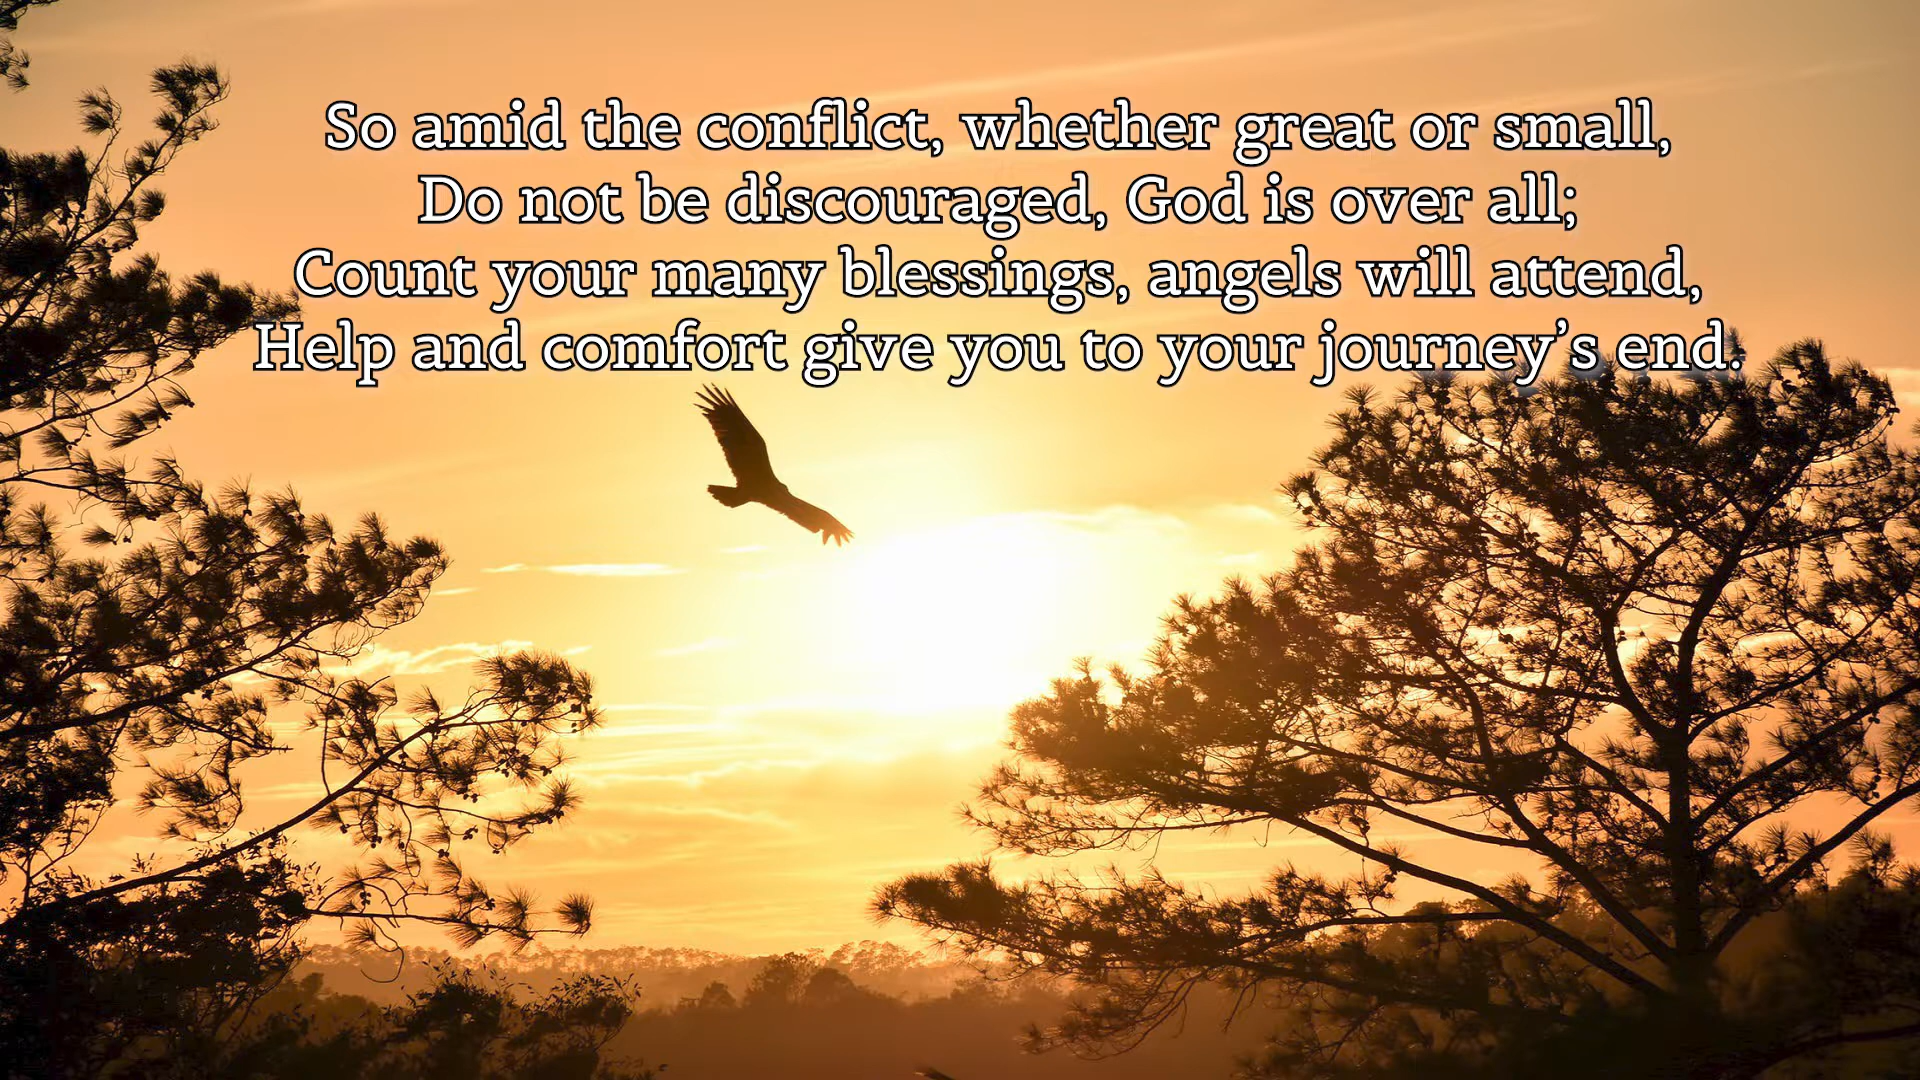 So amid the conflict, whether great or small,
Do not be discouraged, God is over all;
Count your many blessings, angels will attend,
Help and comfort give you to your journey’s end.